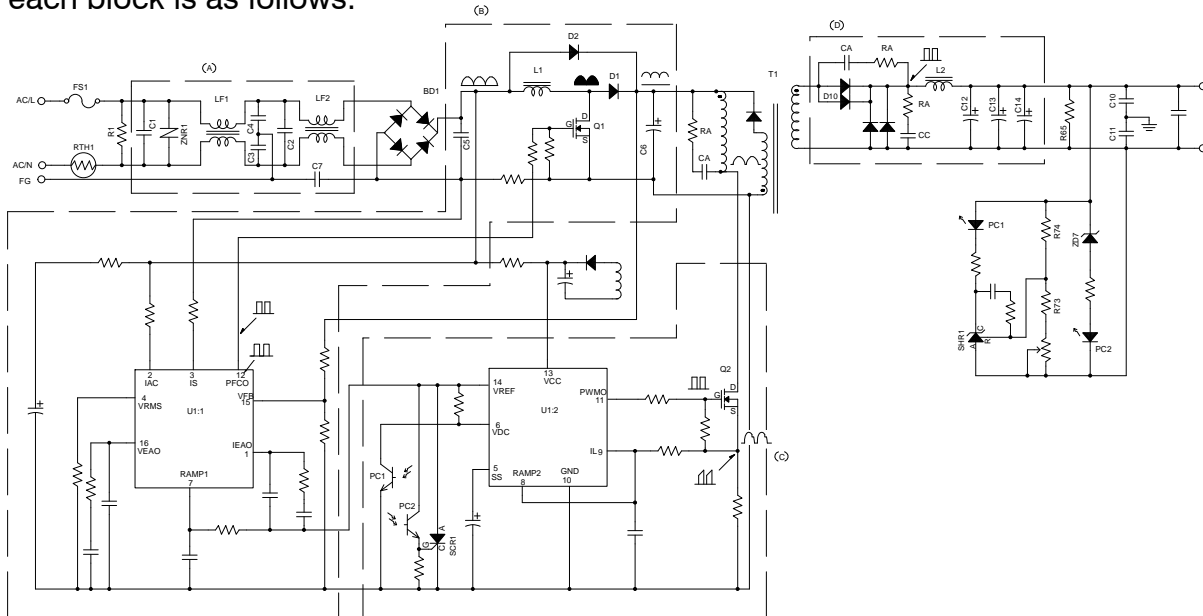 each block is as follows:
(B)
(D)
D2
CA
RA
(A)
L1
D1
T1
L2
AC/L
FS1
LF1
LF2
BD1
D10
R1
C1
ZNR1
C4
C3
C2
C5
G
D
S
Q1
C6
RA
CA
RA
CC
C12
C13
C14
R65
C10
C11
RTH1
AC/N
FG
C7
PC1
R74
ZD7
R73
SHR1
A
C
R
PC2
2
IAC
3
IS
12
PFCO
VFB
15
4
VRMS
U1:1
16
VEAO
IEAO
1
RAMP1
7
13
VCC
14
VREF
PWMO
11
U1:2
6
VDC
IL9
5
SS
RAMP2
8
GND
10
Q2
D
G
S
(C)
PC1
PC2
G
A
C
SCR1